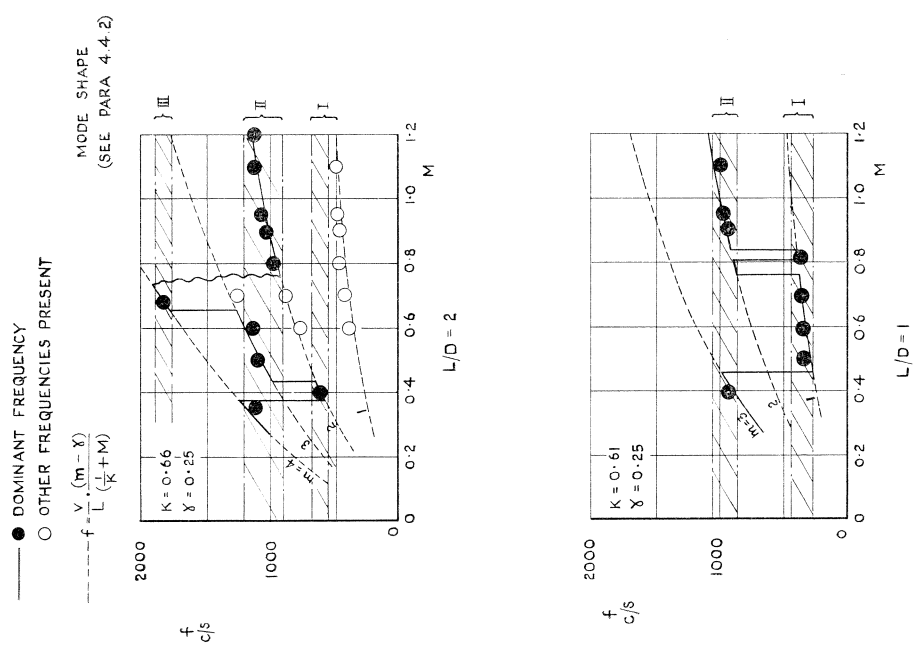 ● DOMINANT FREQUENCY
○ OTHER FREQUENCIES PRESENT
f = V/L . (m - γ) / (1/K + M)
MODE SHAPE
(SEE PARA 4.4.2)
f
c/s
2000
1000
0
K = 0·66
γ = 0·25
m = 4
3
2
1
III
II
I
0
0·2
0·4
0·6
0·8
1·0
1·2
M
L/D = 2
f
c/s
2000
1000
0
K = 0·61
γ = 0·25
m=3
2
1
II
I
0
0·2
0·4
0·6
0·8
1·0
1·2
M
L/D = 1